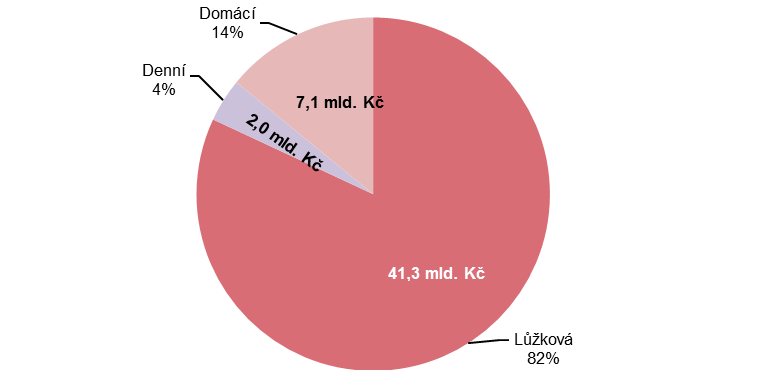 Domácí
14%
Denní
4%
7,1 mld. Kč
2,0 mld. Kč
41,3 mld. Kč
Lůžková
82%